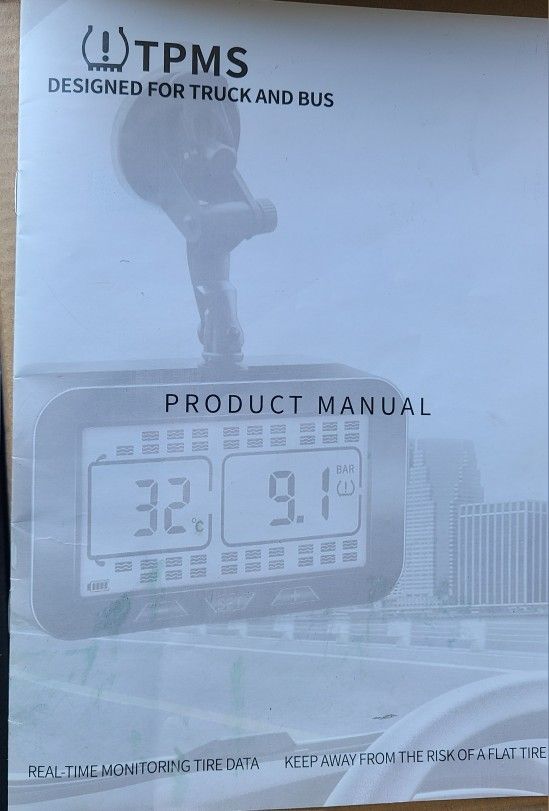 TPMS
DESIGNED FOR TRUCK AND BUS
PRODUCT MANUAL
BAR
32 °C 9.1
REAL-TIME MONITORING TIRE DATA KEEP AWAY FROM THE RISK OF A FLAT TIRE